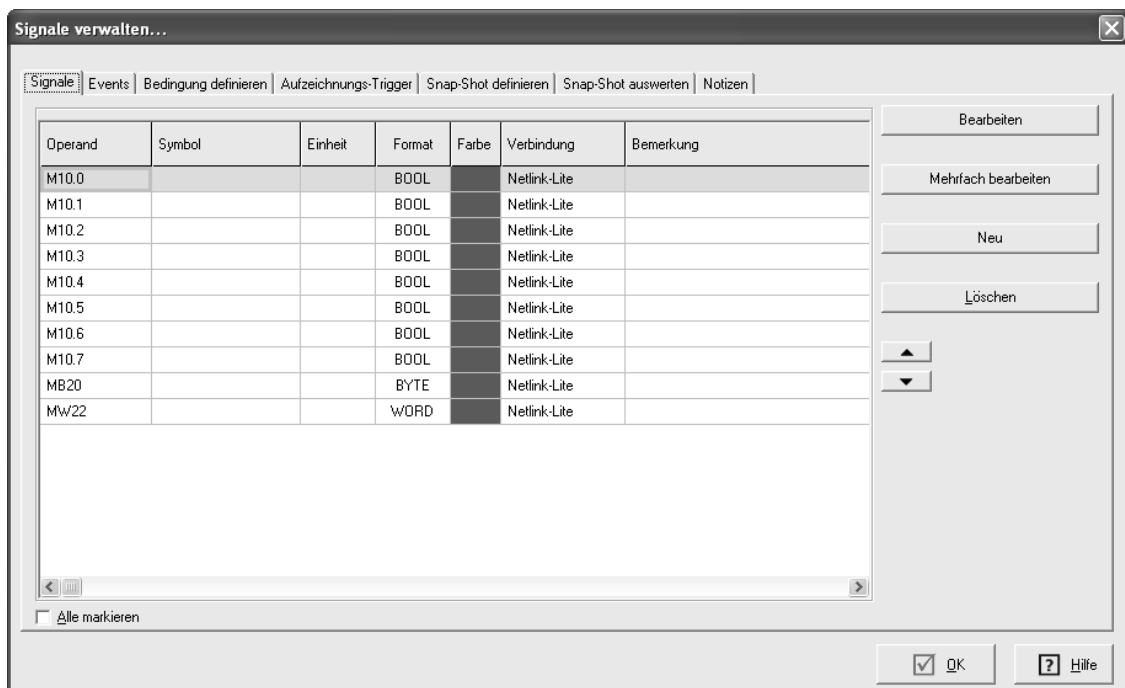 Signale verwalten...
Signale Events Bedingung definieren Aufzeichnungs-Trigger Snap-Shot definieren Snap-Shot auswerten Notizen
Operand Symbol Einheit Format Farbe Verbindung Bemerkung
M10.0 BOOL Netlink-Lite
M10.1 BOOL Netlink-Lite
M10.2 BOOL Netlink-Lite
M10.3 BOOL Netlink-Lite
M10.4 BOOL Netlink-Lite
M10.5 BOOL Netlink-Lite
M10.6 BOOL Netlink-Lite
M10.7 BOOL Netlink-Lite
MB20 BYTE Netlink-Lite
MW22 WORD Netlink-Lite
Alle markieren
Bearbeiten
Mehrfach bearbeiten
Neu
Löschen
OK
? Hilfe